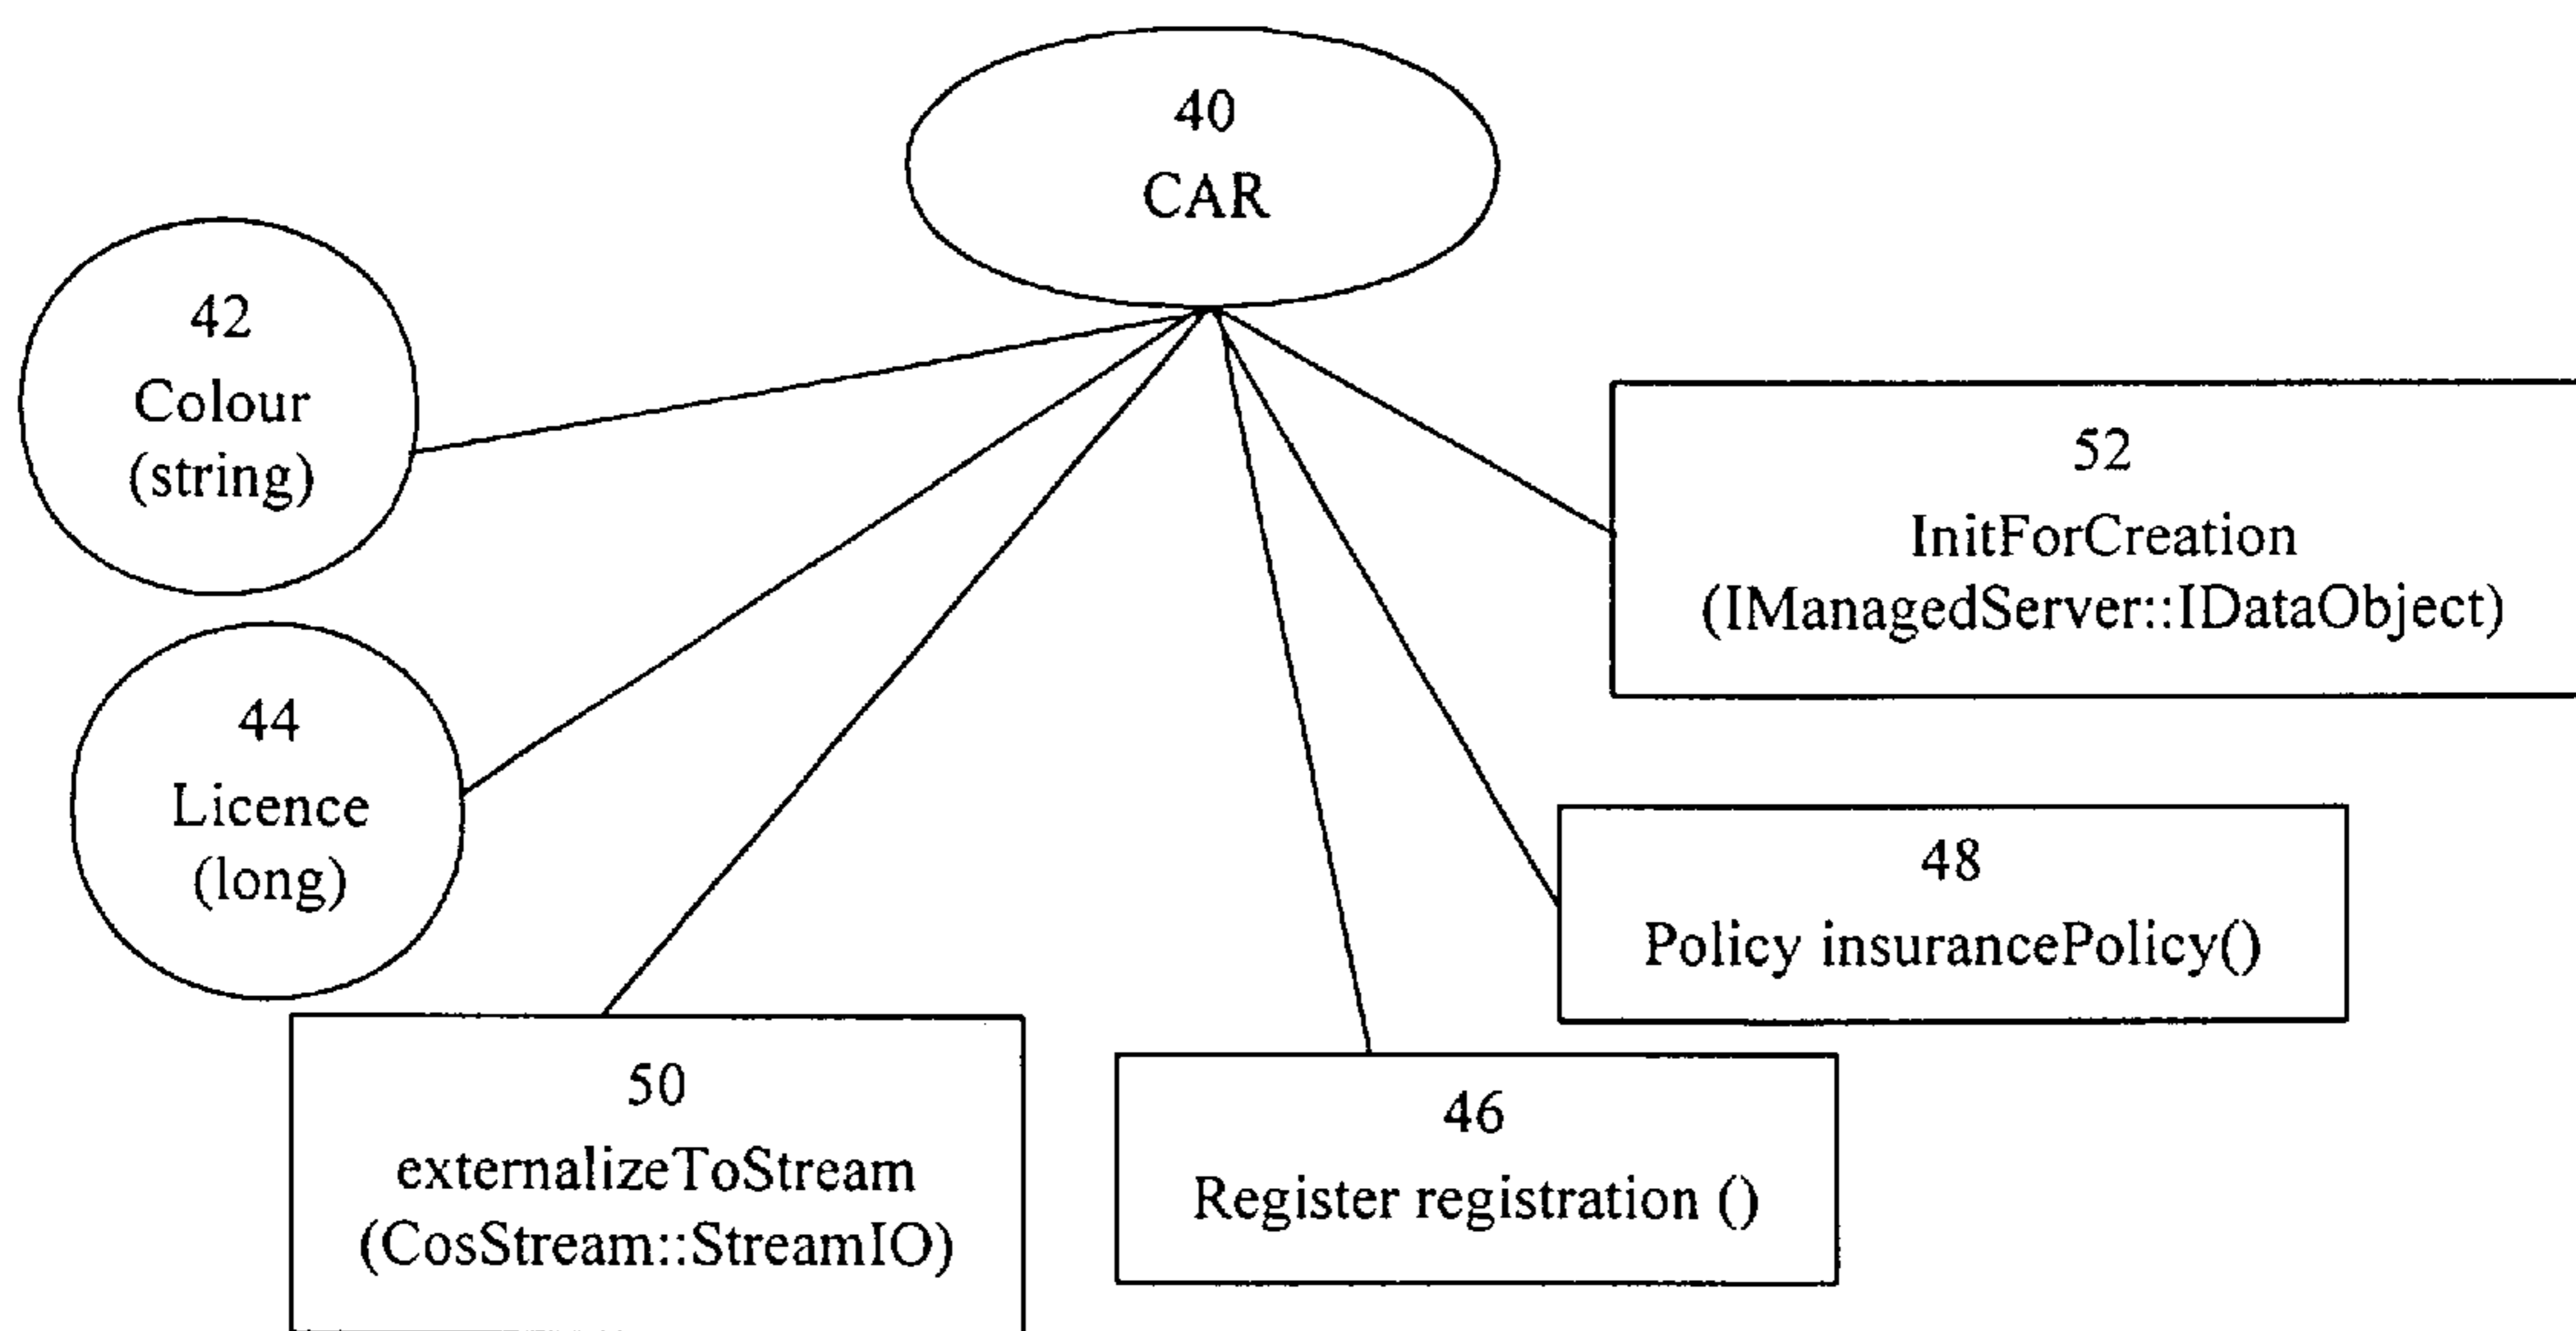 40
CAR
42
Colour
(string)
52
InitForCreation
(IManagedServer::IDataObject)
44
Licence
(long)
48
Policy insurancePolicy()
50
externalizeToStream
(CosStream::StreamIO)
46
Register registration ()